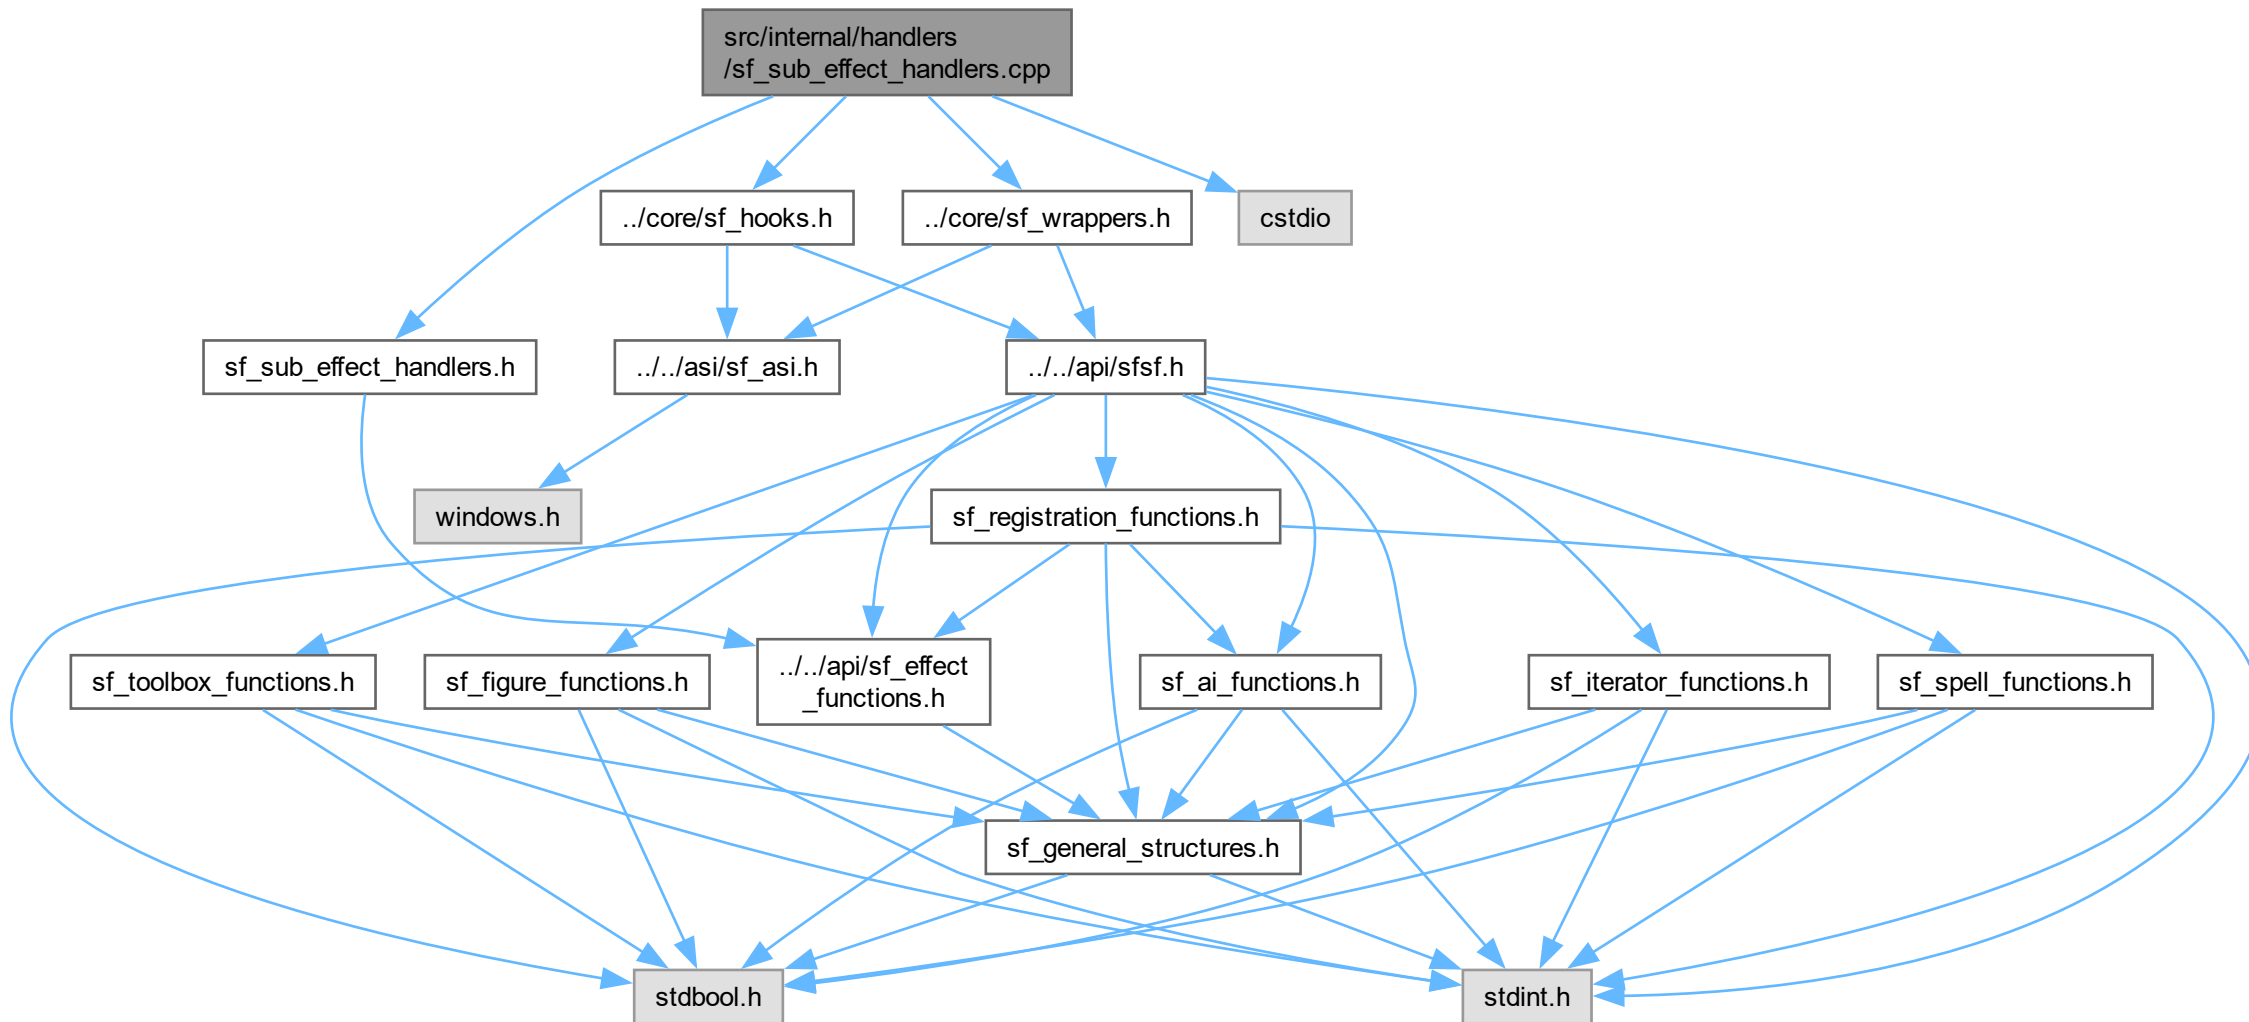 src/internal/handlers
/sf_sub_effect_handlers.cpp
../core/sf_hooks.h
../core/sf_wrappers.h
cstdio
sf_sub_effect_handlers.h
../../asi/sf_asi.h
../../api/sfsf.h
windows.h
sf_registration_functions.h
sf_toolbox_functions.h
sf_figure_functions.h
../../api/sf_effect
_functions.h
sf_ai_functions.h
sf_iterator_functions.h
sf_spell_functions.h
sf_general_structures.h
stdbool.h
stdint.h